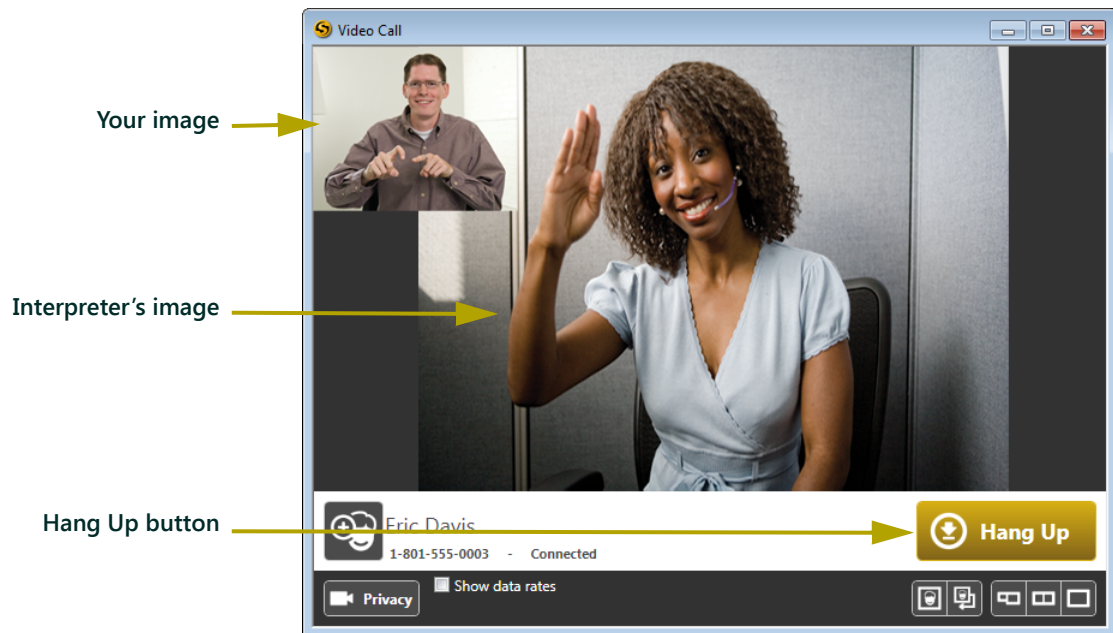 Video Call
Your image
Interpreter's image
Hang Up button
Eric Davis
1-801-555-0003 - Connected
Hang Up
Show data rates
Privacy